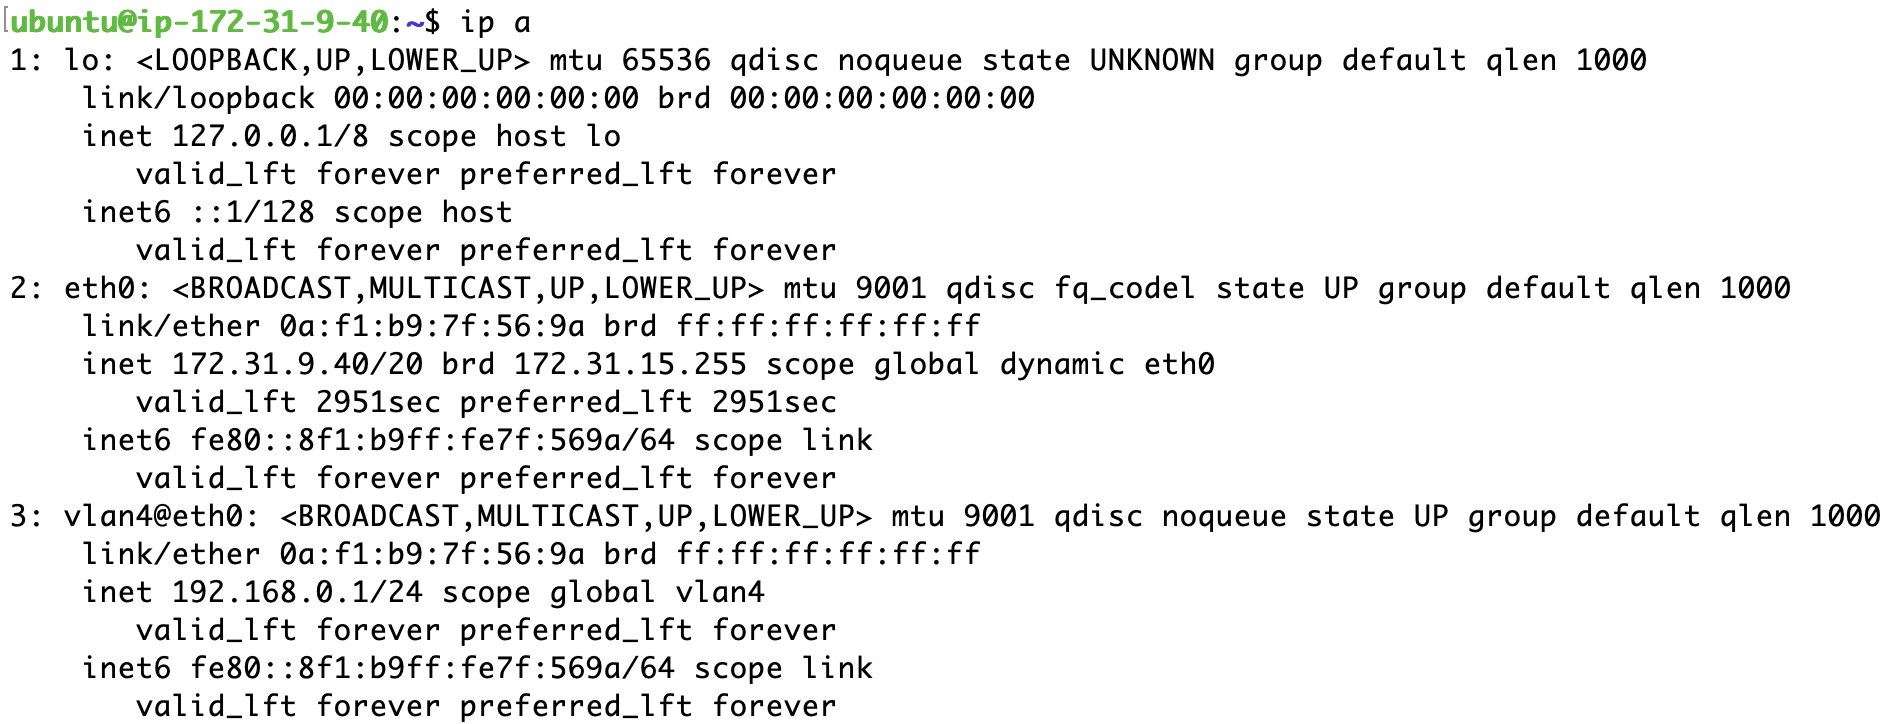 ubuntu@ip-172-31-9-40:~$ ip a
1: lo: <LOOPBACK,UP,LOWER_UP> mtu 65536 qdisc noqueue state UNKNOWN group default qlen 1000
    link/loopback 00:00:00:00:00:00 brd 00:00:00:00:00:00
    inet 127.0.0.1/8 scope host lo
       valid_lft forever preferred_lft forever
    inet6 ::1/128 scope host
       valid_lft forever preferred_lft forever
2: eth0: <BROADCAST,MULTICAST,UP,LOWER_UP> mtu 9001 qdisc fq_codel state UP group default qlen 1000
    link/ether 0a:f1:b9:7f:56:9a brd ff:ff:ff:ff:ff:ff
    inet 172.31.9.40/20 brd 172.31.15.255 scope global dynamic eth0
       valid_lft 2951sec preferred_lft 2951sec
    inet6 fe80::8f1:b9ff:fe7f:569a/64 scope link
       valid_lft forever preferred_lft forever
3: vlan4@eth0: <BROADCAST,MULTICAST,UP,LOWER_UP> mtu 9001 qdisc noqueue state UP group default qlen 1000
    link/ether 0a:f1:b9:7f:56:9a brd ff:ff:ff:ff:ff:ff
    inet 192.168.0.1/24 scope global vlan4
       valid_lft forever preferred_lft forever
    inet6 fe80::8f1:b9ff:fe7f:569a/64 scope link
       valid_lft forever preferred_lft forever